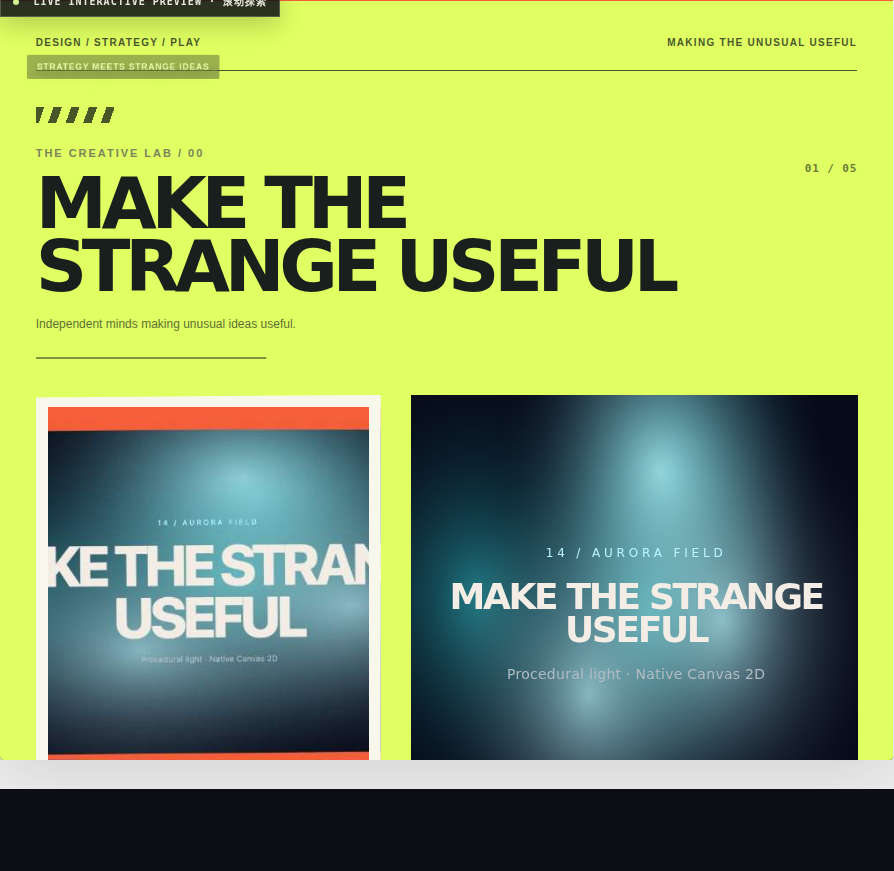 LIVE INTERACTIVE PREVIEW · 滚动探索
DESIGN / STRATEGY / PLAY
MAKING THE UNUSUAL USEFUL
STRATEGY MEETS STRANGE IDEAS
THE CREATIVE LAB / 00
01 / 05
MAKE THE
STRANGE USEFUL
Independent minds making unusual ideas useful.
14 / AURORA FIELD
KE THE STRAN
USEFUL
Procedural light · Native Canvas 2D
14 / AURORA FIELD
MAKE THE STRANGE
USEFUL
Procedural light · Native Canvas 2D